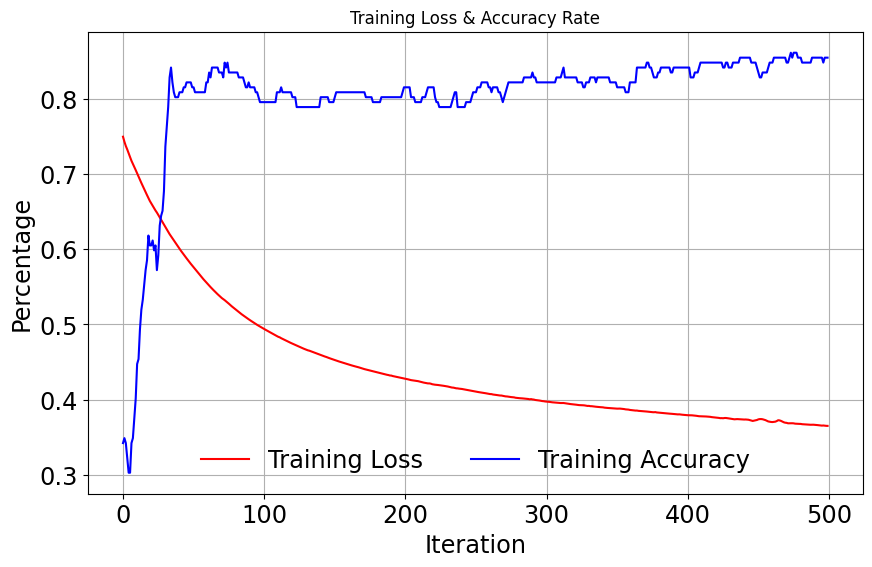 Training Loss & Accuracy Rate
Percentage
0.8
0.7
0.6
0.5
0.4
0.3
Training Loss
Training Accuracy
0 100 200 300 400 500
Iteration